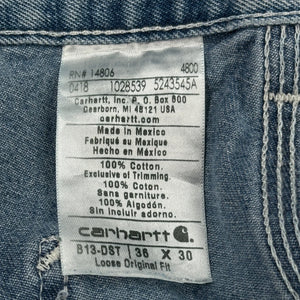 RN# 14806 4800
0418 1028539 5243545A
Carhartt, Inc. P. O. Box 600
Dearborn, MI 48121 USA
carhartt.com
Made in Mexico
Fabriqué au Mexique
Hecho en México
100% Cotton.
Exclusive of Trimming.
100% Coton.
Sans garniture.
100% Algodón.
Sin incluir adorno.
carhartt
B13-DST 36 X 30
Loose Original Fit